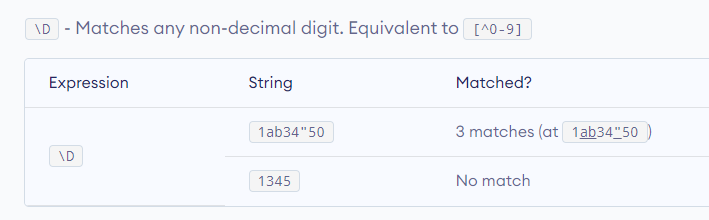 \D - Matches any non-decimal digit. Equivalent to [^0-9]
Expression String Matched?
\D
1ab34"50 3 matches (at 1ab34"50)
1345 No match